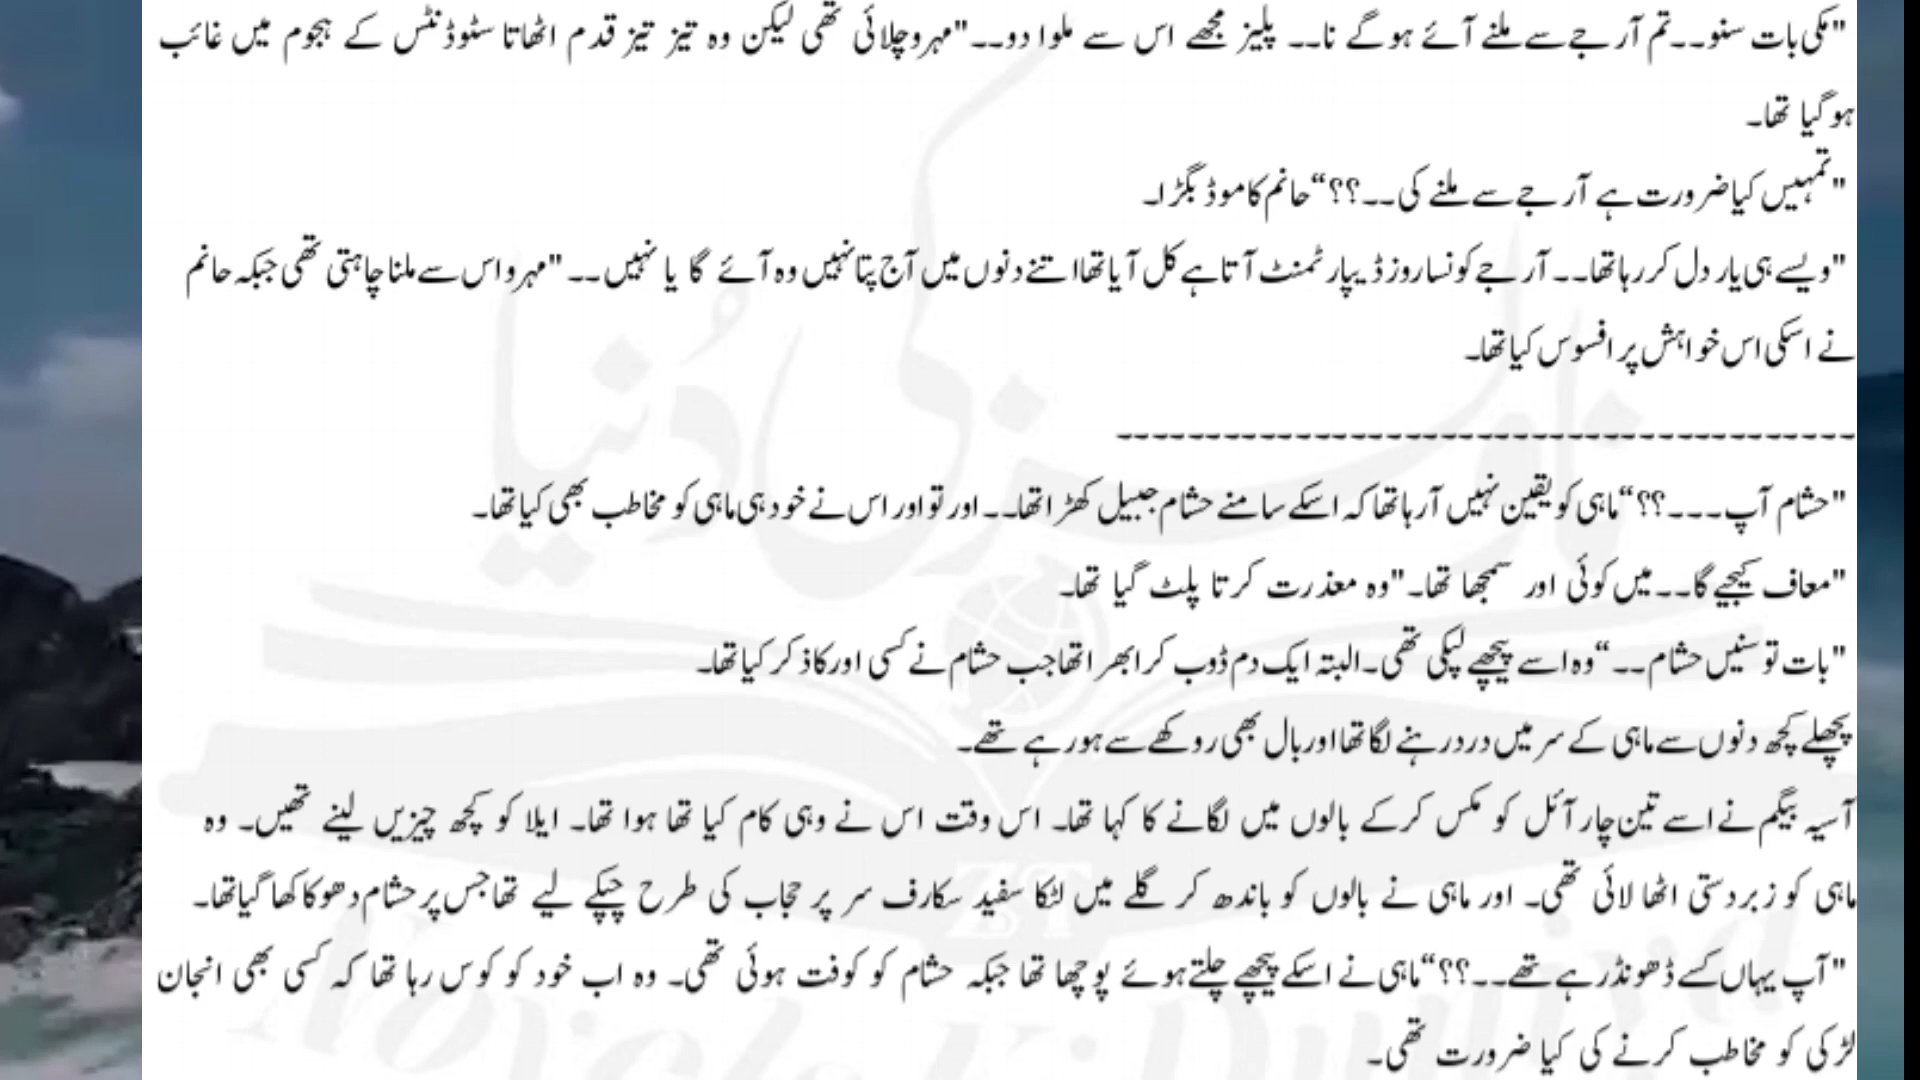 "مکی بات سنو۔۔تم آر جے سے ملنے آئے ہو گے نا۔۔ پلیز مجھے اس سے ملوا دو۔۔"مہرو چلائی تھی لیکن وہ تیز تیز قدم اٹھاتا سٹوڈنٹس کے ہجوم میں غائب
ہو گیا تھا۔
"تمہیں کیا ضرورت ہے آر جے سے ملنے کی۔۔؟؟“حانم کا موڈ بگڑا۔
"ویسے ہی یار دل کر رہا تھا۔۔ آر جے کونسا روز ڈیپارٹمنٹ آتا ہے کل آیا تھا اتنے دنوں میں آج پتا نہیں وہ آئے گا یا نہیں۔۔"مہرو اس سے ملنا چاہتی تھی جبکہ حانم
نے اسکی اس خواہش پر افسوس کیا تھا۔
-----------------------------------------
"حشام آپ۔۔۔؟؟“ماہی کو یقین نہیں آرہا تھا کہ اسکے سامنے حشام جبیل کھڑا تھا۔۔اور تو اور اس نے خود ہی ماہی کو مخاطب بھی کیا تھا۔
"معاف کیجیے گا۔۔میں کوئی اور سمجھا تھا۔"وہ معذرت کرتا پلٹ گیا تھا۔
"بات تو سنیں حشام۔۔“وہ اسے پیچھے لپکی تھی۔البتہ ایک دم ڈوب کر ابھرا تھا جب حشام نے کسی اور کا ذکر کیا تھا۔
پچھلے کچھ دنوں سے ماہی کے سر میں درد رہنے لگا تھا اور بال بھی روکھے سے ہو رہے تھے۔
آسیہ بیگم نے اسے تین چار آئل کو مکس کرکے بالوں میں لگانے کا کہا تھا۔ اس وقت اس نے وہی کام کیا تھا ہوا تھا۔ ایلا کو کچھ چیزیں لینے تھیں۔ وہ
ماہی کو زبردستی اٹھا لائی تھی۔ اور ماہی نے بالوں کو باندھ کر گلے میں لٹکا سفید سکارف سر پر حجاب کی طرح چپکے لیے تھا جس پر حشام دھوکا کھا گیا تھا۔
"آپ یہاں کسے ڈھونڈ رہے تھے۔۔؟؟“ماہی نے اسکے پیچھے چلتے ہوئے پوچھا تھا جبکہ حشام کو کوفت ہوئی تھی۔ وہ اب خود کو کوس رہا تھا کہ کسی بھی انجان
لڑکی کو مخاطب کرنے کی کیا ضرورت تھی۔